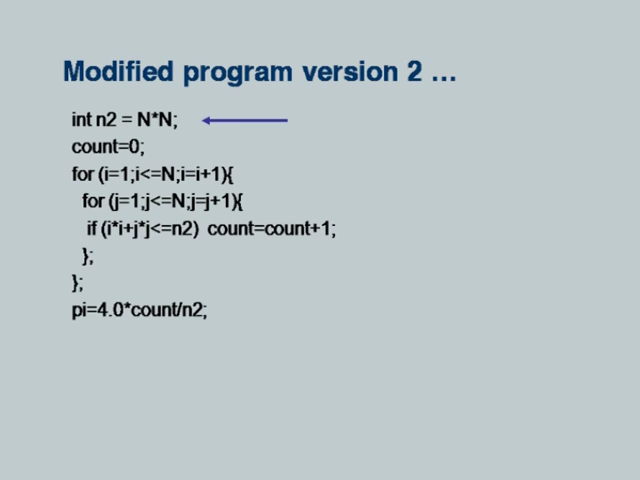 Modified program version 2 …
int n2 = N*N;
count=0;
for (i=1;i<=N;i=i+1){
for (j=1;j<=N;j=j+1){
if (i*i+j*j<=n2) count=count+1;
};
};
pi=4.0*count/n2;